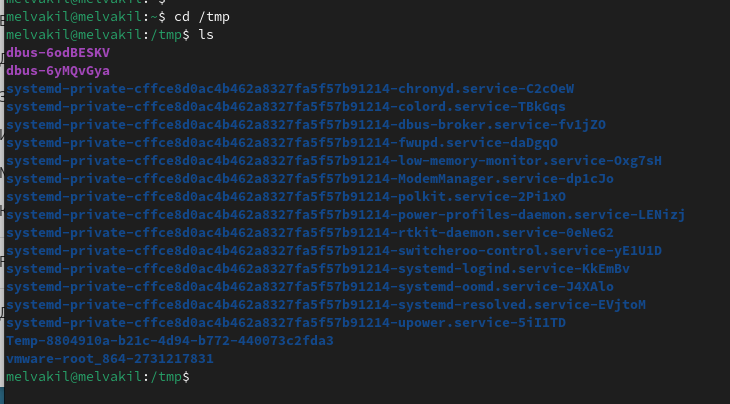 melvakil@melvakil:~$ cd /tmp
melvakil@melvakil:/tmp$ ls
dbus-6odBESKV
dbus-6yMQvGya
systemd-private-cffce8d0ac4b462a8327fa5f57b91214-chronyd.service-C2cOeW
systemd-private-cffce8d0ac4b462a8327fa5f57b91214-colord.service-TBkGqs
systemd-private-cffce8d0ac4b462a8327fa5f57b91214-dbus-broker.service-fv1jZO
systemd-private-cffce8d0ac4b462a8327fa5f57b91214-fwupd.service-daDgqO
systemd-private-cffce8d0ac4b462a8327fa5f57b91214-low-memory-monitor.service-Oxg7sH
systemd-private-cffce8d0ac4b462a8327fa5f57b91214-ModemManager.service-dp1cJo
systemd-private-cffce8d0ac4b462a8327fa5f57b91214-polkit.service-2Pi1xO
systemd-private-cffce8d0ac4b462a8327fa5f57b91214-power-profiles-daemon.service-LENizj
systemd-private-cffce8d0ac4b462a8327fa5f57b91214-rtkit-daemon.service-0eNeG2
systemd-private-cffce8d0ac4b462a8327fa5f57b91214-switcheroo-control.service-yE1U1D
systemd-private-cffce8d0ac4b462a8327fa5f57b91214-systemd-logind.service-KkEmBv
systemd-private-cffce8d0ac4b462a8327fa5f57b91214-systemd-oomd.service-J4XAlo
systemd-private-cffce8d0ac4b462a8327fa5f57b91214-systemd-resolved.service-EVjtoM
systemd-private-cffce8d0ac4b462a8327fa5f57b91214-upower.service-5iI1TD
Temp-8804910a-b21c-4d94-b772-440073c2fda3
vmware-root_864-2731217831
melvakil@melvakil:/tmp$